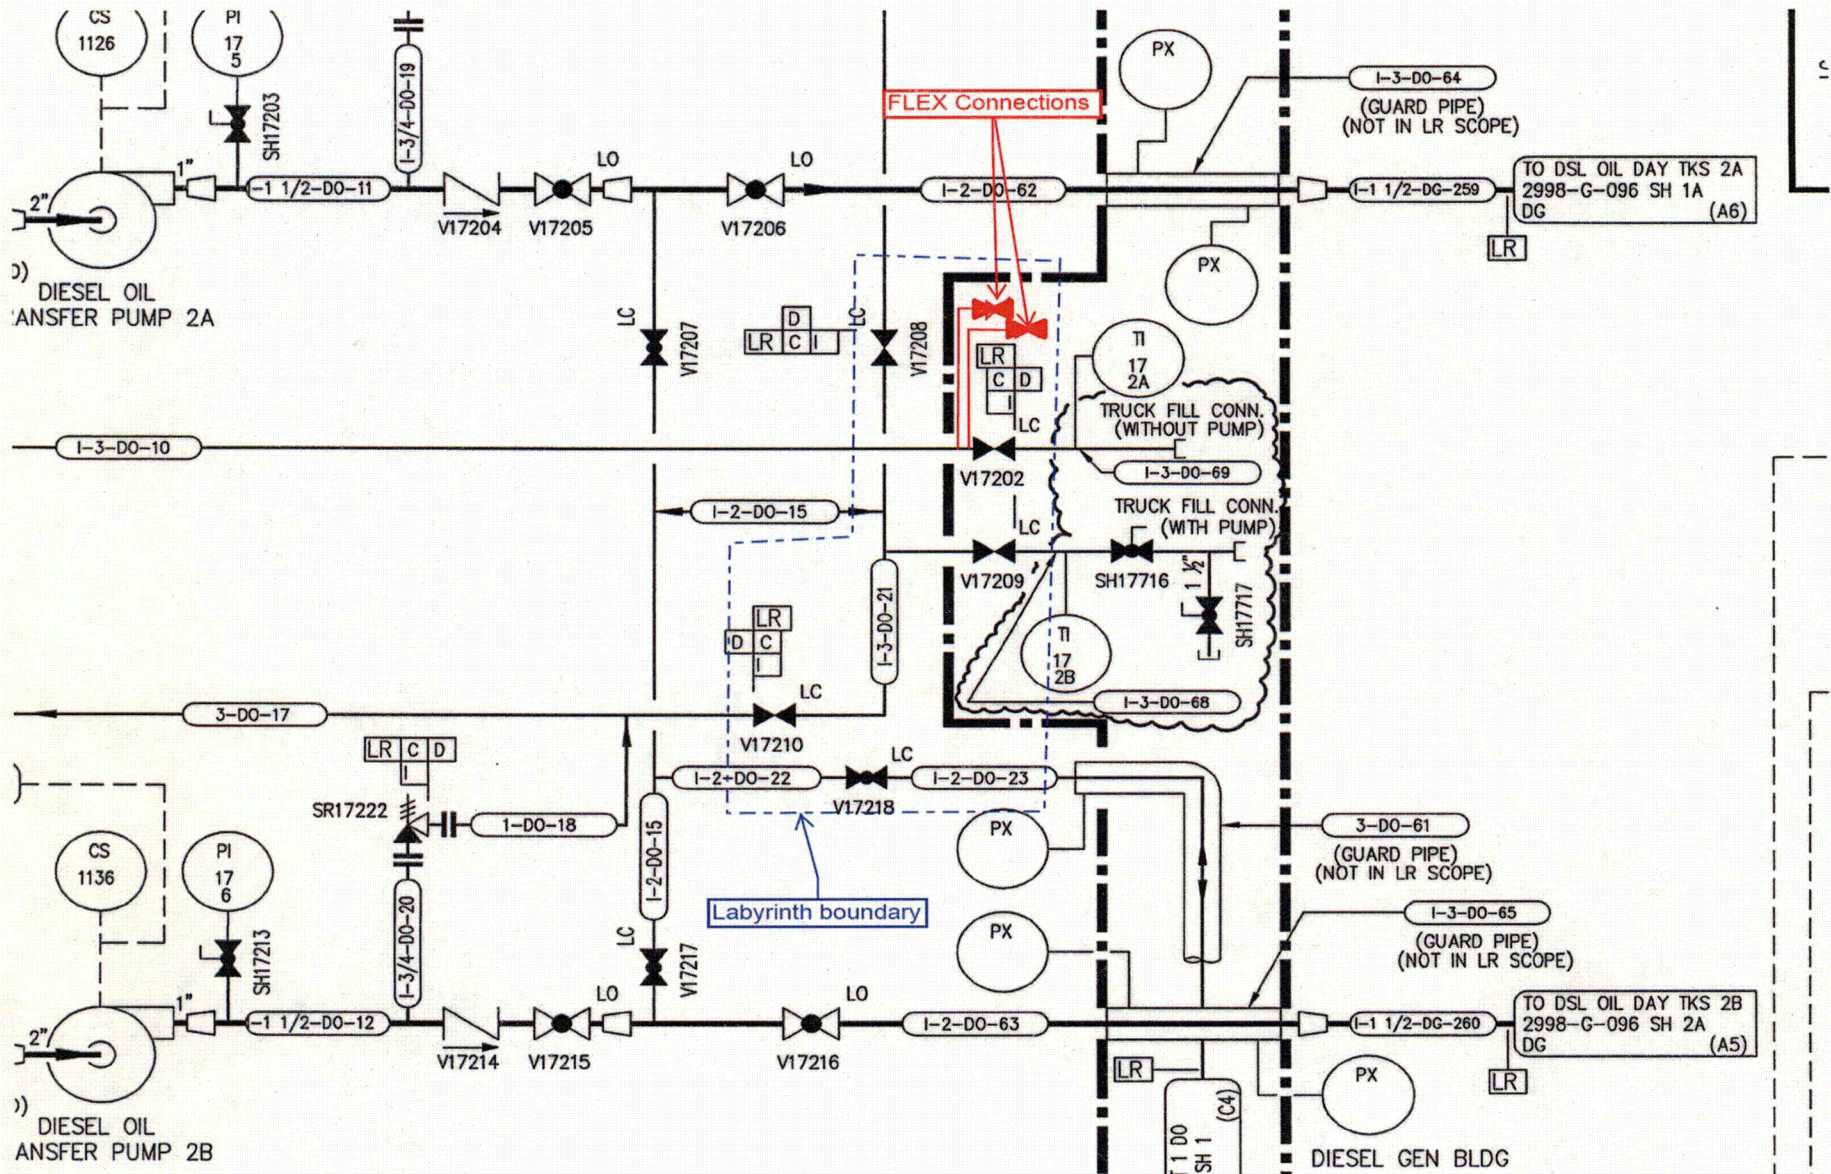 CS
1126
PI
17
5
SH17203
I-3/4-DO-19
PX
I-3-DO-64
(GUARD PIPE)
(NOT IN LR SCOPE)
FLEX Connections
2"
1"
-1 1/2-DO-11
V17204
LO
V17205
LO
V17206
I-2-DO-62
I-1 1/2-DG-259
TO DSL OIL DAY TKS 2A
2998-G-096 SH 1A
DG (A6)
LR
PX
DIESEL OIL
ANSFER PUMP 2A
LC
V17207
D
LR C I
LC
V17208
LR
C D
I
LC
TI
17
2A
TRUCK FILL CONN.
(WITHOUT PUMP)
I-3-DO-10
V17202
I-3-DO-69
I-2-DO-15
TRUCK FILL CONN.
(WITH PUMP)
LC
V17209
SH17716
1 ½"
SH17717
I-3-DO-21
LR
D C
I
TI
17
2B
LC
I-3-DO-68
3-DO-17
V17210
LR C D
I
I-2-DO-22
LC
V17218
I-2-DO-23
SR17222
1-DO-18
I-2-DO-15
PX
3-DO-61
(GUARD PIPE)
(NOT IN LR SCOPE)
CS
1136
PI
17
6
SH17213
I-3/4-DO-20
Labyrinth boundary
LC
V17217
PX
I-3-DO-65
(GUARD PIPE)
(NOT IN LR SCOPE)
2"
1"
-1 1/2-DO-12
V17214
LO
V17215
LO
V17216
I-2-DO-63
I-1 1/2-DG-260
TO DSL OIL DAY TKS 2B
2998-G-096 SH 2A
DG (A5)
LR
LR
PX
DIESEL OIL
ANSFER PUMP 2B
1 DO
SH 1
(C4)
DIESEL GEN BLDG